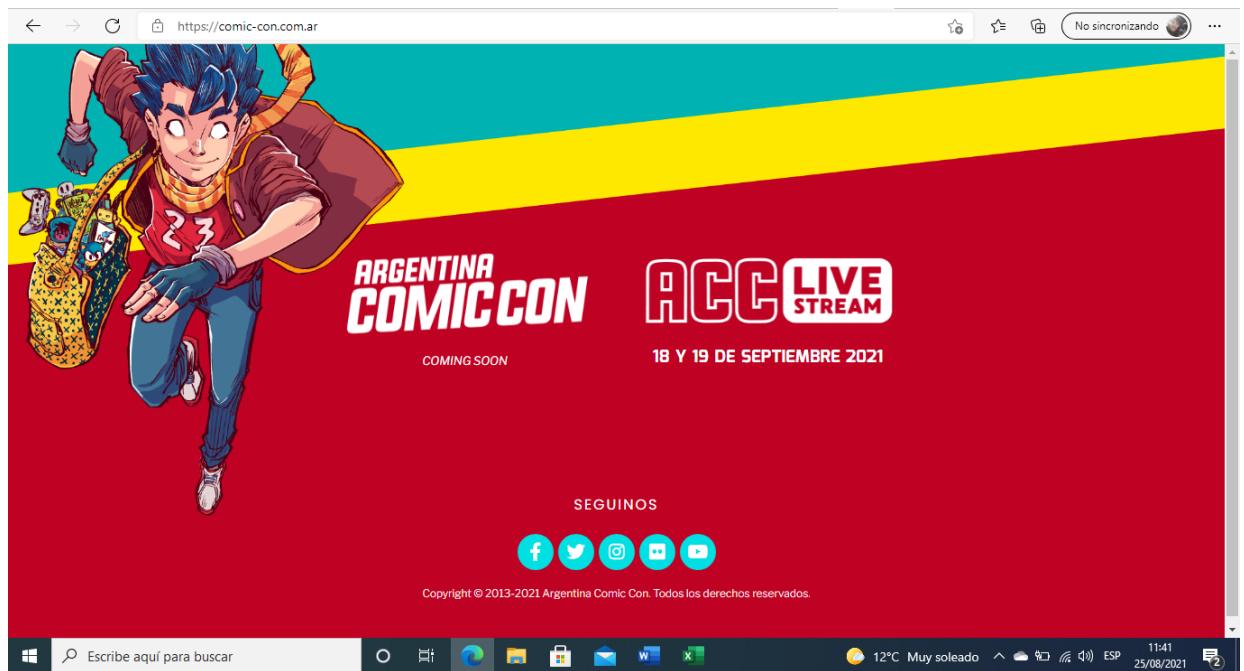 https://comic-con.com.ar
No sincronizando
23
ARGENTINA
COMIC CON
COMING SOON
ACC LIVE
STREAM
18 Y 19 DE SEPTIEMBRE 2021
SEGUINOS
Copyright © 2013-2021 Argentina Comic Con. Todos los derechos reservados.
Escribe aquí para buscar
12°C Muy soleado
ESP
11:41
25/08/2021
2